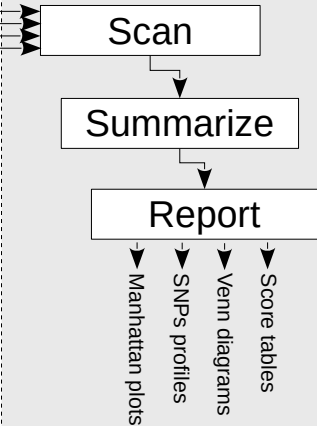 Scan
Summarize
Report
Manhattan plots
SNPs profiles
Venn diagrams
Score tables